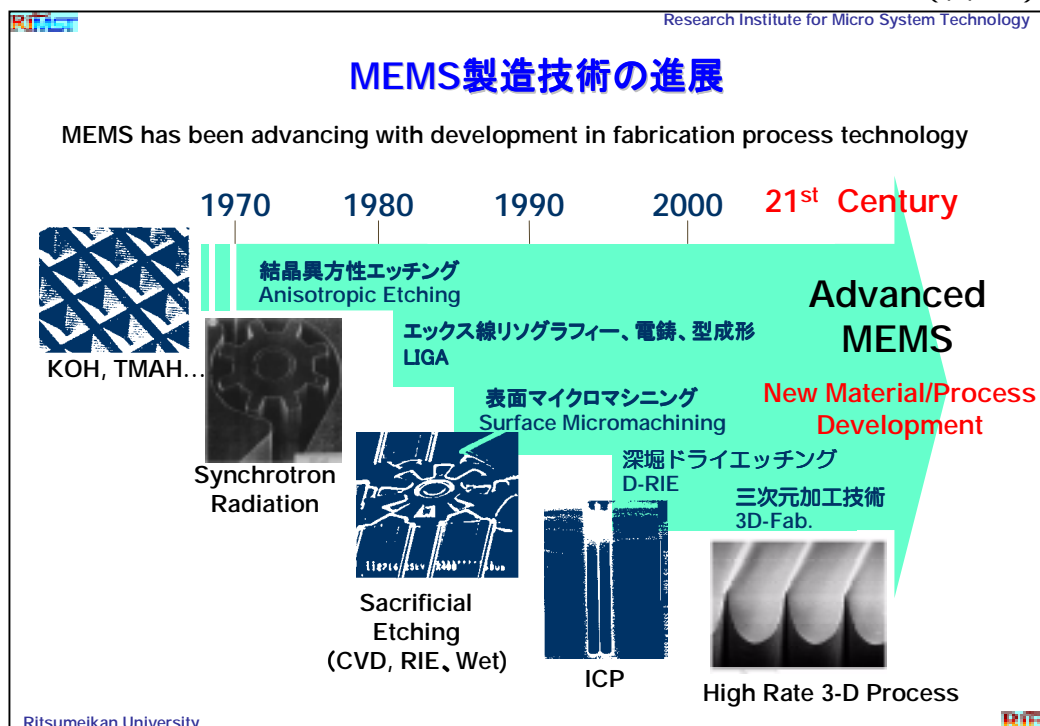 RiMST
Research Institute for Micro System Technology
MEMS製造技術の進展
MEMS has been advancing with development in fabrication process technology
1970
1980
1990
2000
21st Century
結晶異方性エッチング
Anisotropic Etching
エックス線リソグラフィー、電鋳、型成形
LIGA
表面マイクロマシニング
Surface Micromachining
深堀ドライエッチング
D-RIE
三次元加工技術
3D-Fab.
Advanced
MEMS
New Material/Process
Development
KOH, TMAH...
Synchrotron
Radiation
Sacrificial
Etching
(CVD, RIE、Wet)
ICP
High Rate 3-D Process
Ritsumeikan University